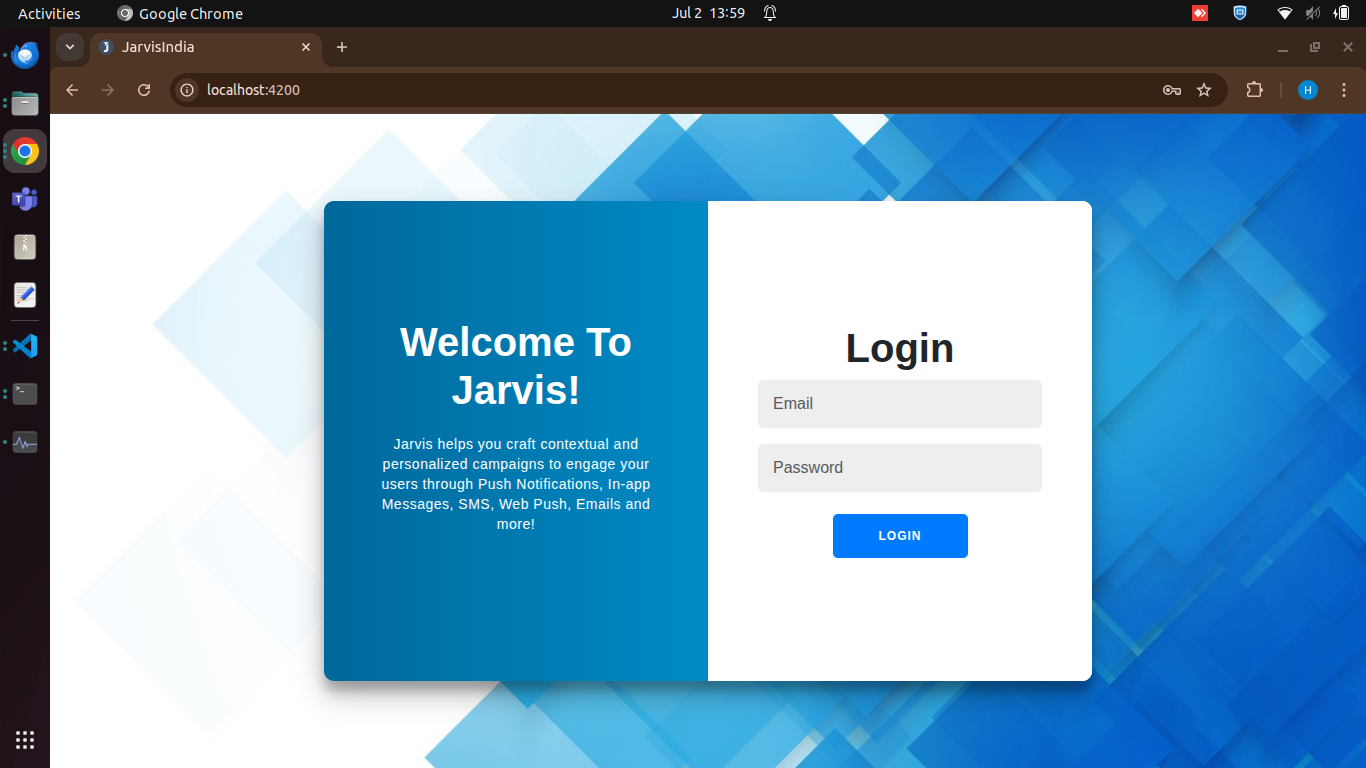 Activities
Google Chrome
Jul 2 13:59
JarvisIndia
localhost:4200
H
Welcome To
Jarvis!
Jarvis helps you craft contextual and
personalized campaigns to engage your
users through Push Notifications, In-app
Messages, SMS, Web Push, Emails and
more!
Login
Email
Password
LOGIN